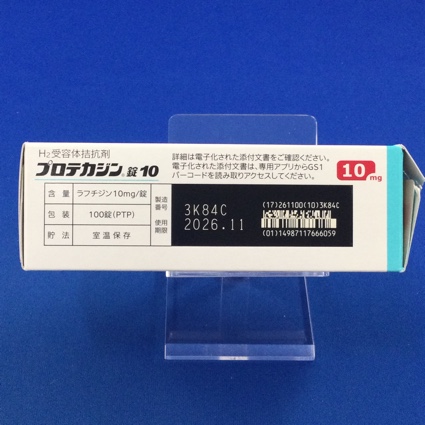 H2受容体拮抗剤
プロテカジン®錠10
含量 ラフチジン10mg/錠
包装 100錠(PTP)
貯法 室温保存
詳細は電子化された添付文書をご確認ください。
電子化された添付文書は、専用アプリからGS1
バーコードを読み取りアクセスしてください。
製造番号 3K84C
使用期限 2026.11
(17)261100(10)3K84C
(01)14987117666059
10mg